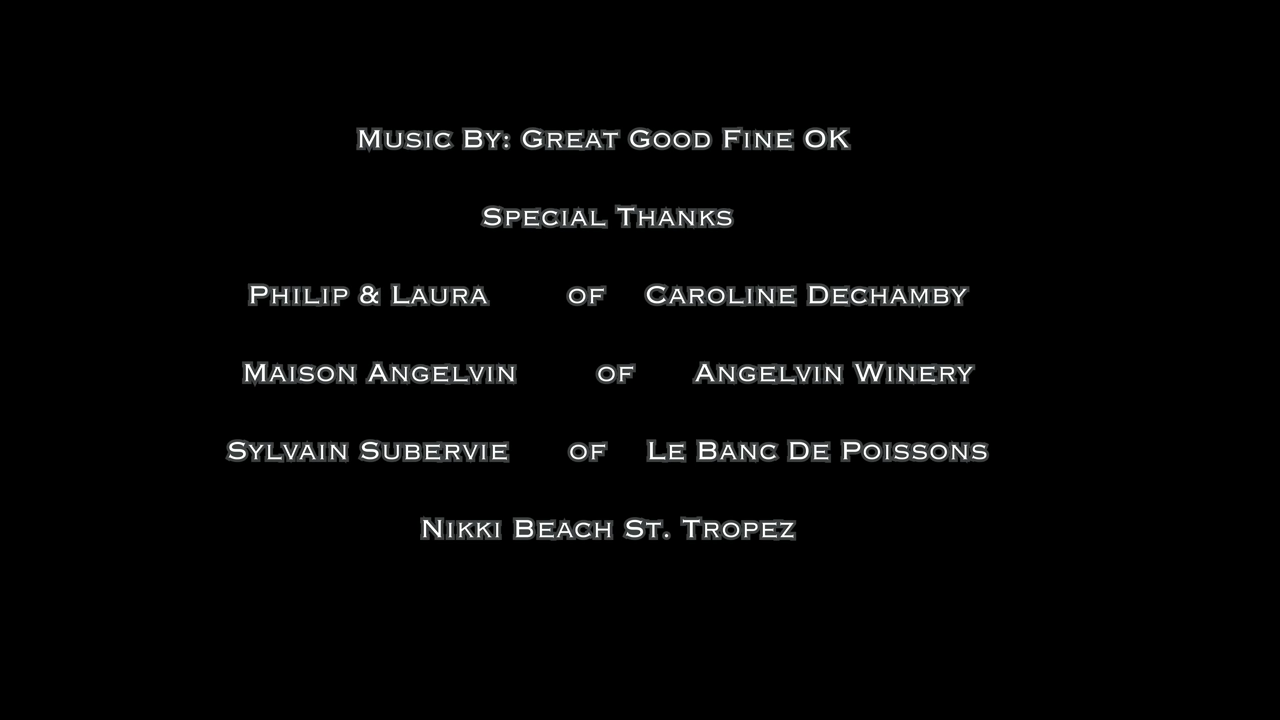 Music By: Great Good Fine OK
Special Thanks
Philip & Laura of Caroline Dechamby
Maison Angelvin of Angelvin Winery
Sylvain Subervie of Le Banc De Poissons
Nikki Beach St. Tropez